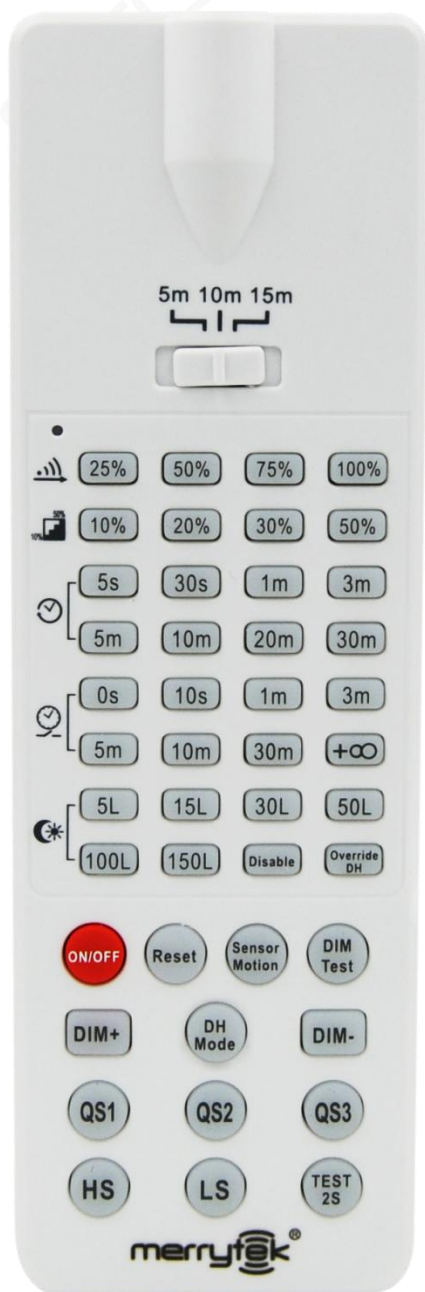 5m 10m 15m
25% 50% 75% 100%
50%
10% 10% 20% 30% 50%
5s 30s 1m 3m
5m 10m 20m 30m
0s 10s 1m 3m
5m 10m 30m +∞
5L 15L 30L 50L
100L 150L Disable Override DH
ON/OFF Reset Sensor Motion DIM Test
DIM+ DH Mode DIM-
QS1 QS2 QS3
HS LS TEST 2S
merrytek®